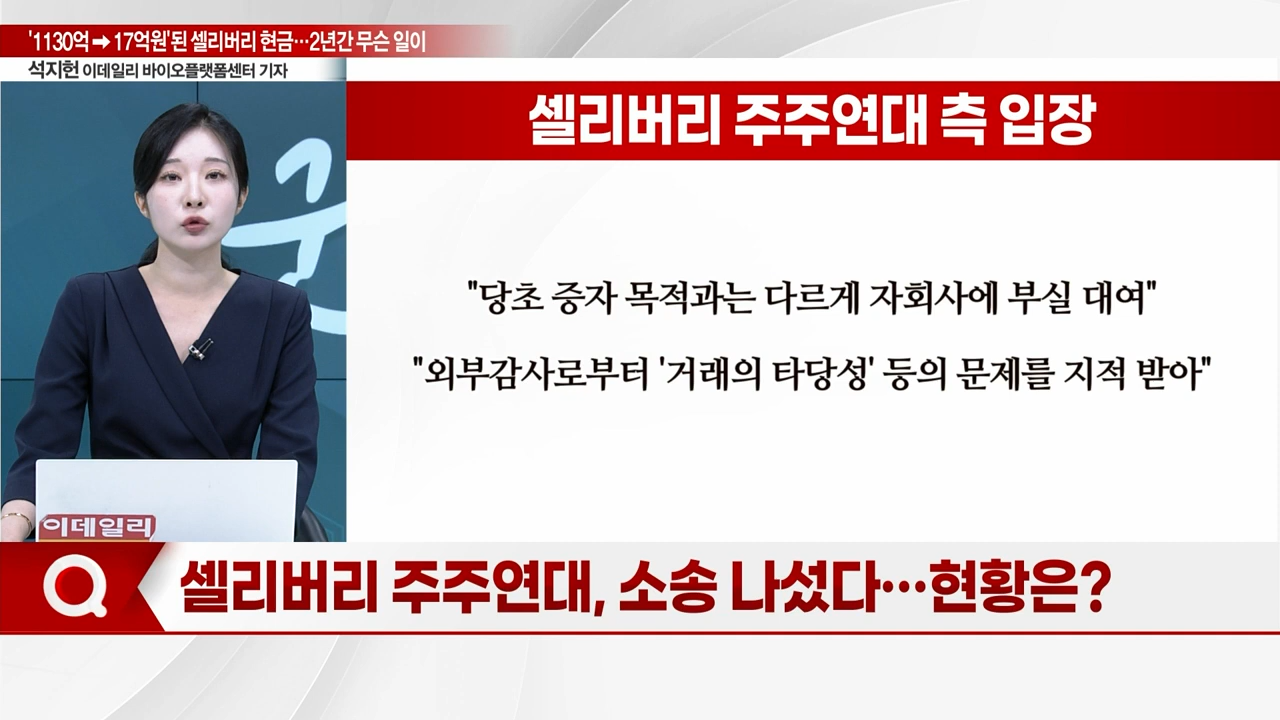 '1130억➡17억원'된 셀리버리 현금…2년간 무슨 일이
석지헌 이데일리 바이오플랫폼센터 기자
셀리버리 주주연대 측 입장
"당초 증자 목적과는 다르게 자회사에 부실 대여"
"외부감사로부터 '거래의 타당성' 등의 문제를 지적 받아"
이데일리
Q 셀리버리 주주연대, 소송 나섰다…현황은?